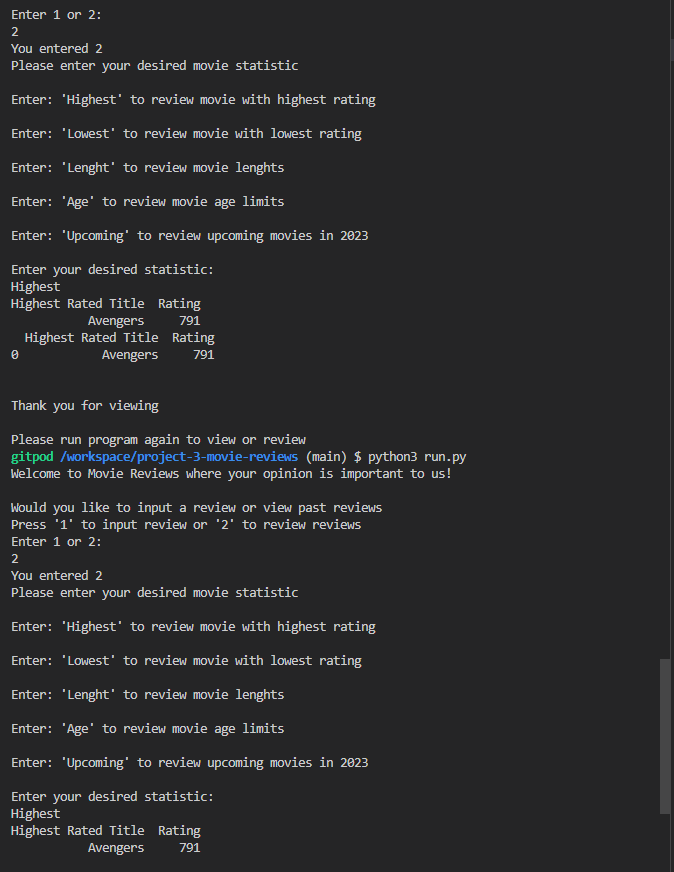 Enter 1 or 2:
2
You entered 2
Please enter your desired movie statistic
Enter: 'Highest' to review movie with highest rating
Enter: 'Lowest' to review movie with lowest rating
Enter: 'Lenght' to review movie lenghts
Enter: 'Age' to review movie age limits
Enter: 'Upcoming' to review upcoming movies in 2023
Enter your desired statistic:
Highest
Highest Rated Title  Rating
           Avengers     791
  Highest Rated Title  Rating
0            Avengers     791
Thank you for viewing
Please run program again to view or review
gitpod /workspace/project-3-movie-reviews (main) $ python3 run.py
Welcome to Movie Reviews where your opinion is important to us!
Would you like to input a review or view past reviews
Press '1' to input review or '2' to review reviews
Enter 1 or 2:
2
You entered 2
Please enter your desired movie statistic
Enter: 'Highest' to review movie with highest rating
Enter: 'Lowest' to review movie with lowest rating
Enter: 'Lenght' to review movie lenghts
Enter: 'Age' to review movie age limits
Enter: 'Upcoming' to review upcoming movies in 2023
Enter your desired statistic:
Highest
Highest Rated Title  Rating
           Avengers     791